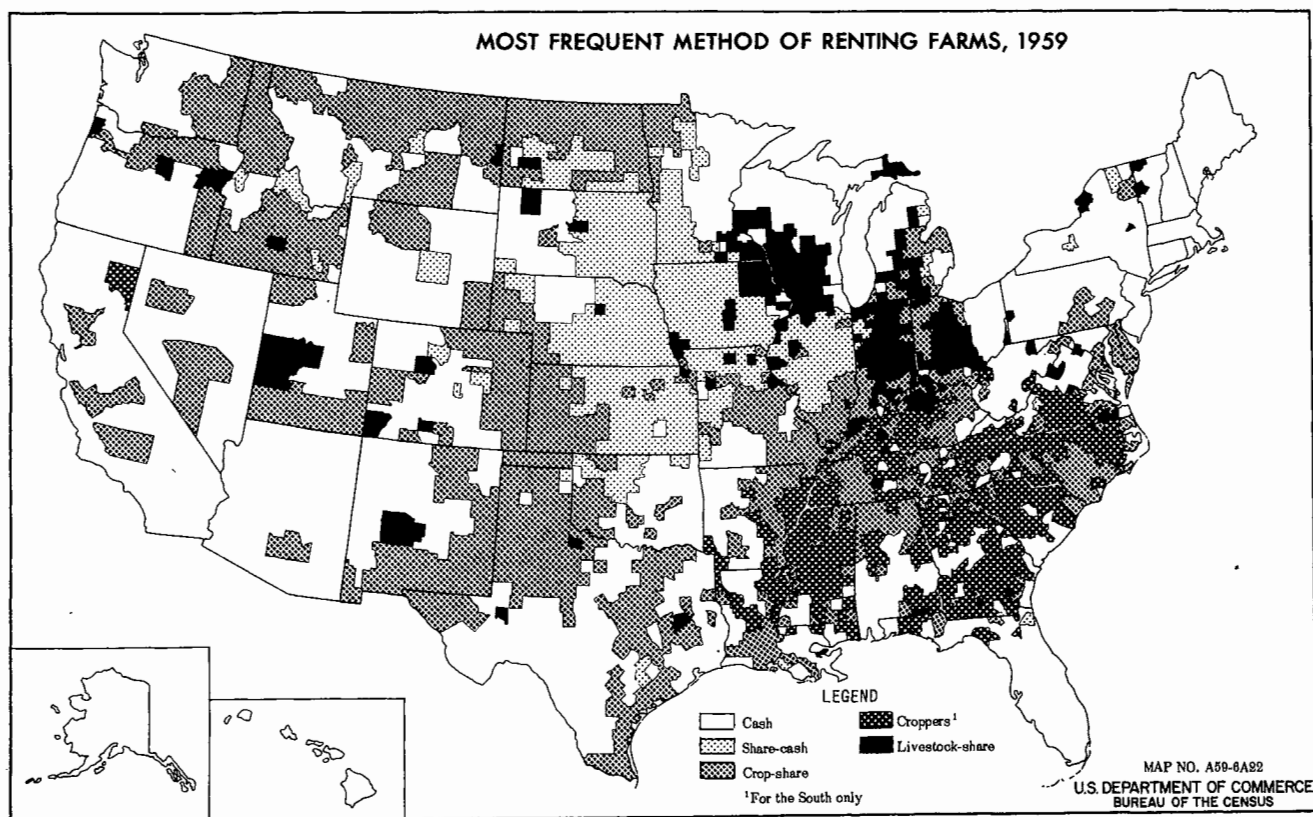 MOST FREQUENT METHOD OF RENTING FARMS, 1959
LEGEND
Cash
Share-cash
Crop-share
Croppers¹
Livestock-share
¹For the South only
MAP NO. A59-6A22
U.S. DEPARTMENT OF COMMERCE
BUREAU OF THE CENSUS